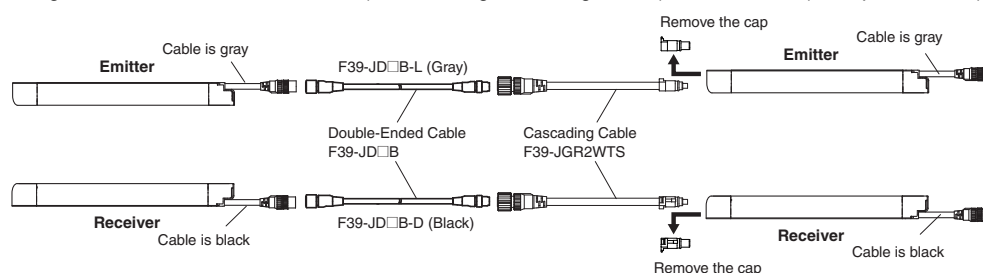 Remove the cap
Cable is gray
Cable is gray
Emitter
Emitter
F39-JD□B-L (Gray)
Double-Ended Cable
F39-JD□B
Cascading Cable
F39-JGR2WTS
F39-JD□B-D (Black)
Receiver
Cable is black
Receiver
Cable is black
Remove the cap